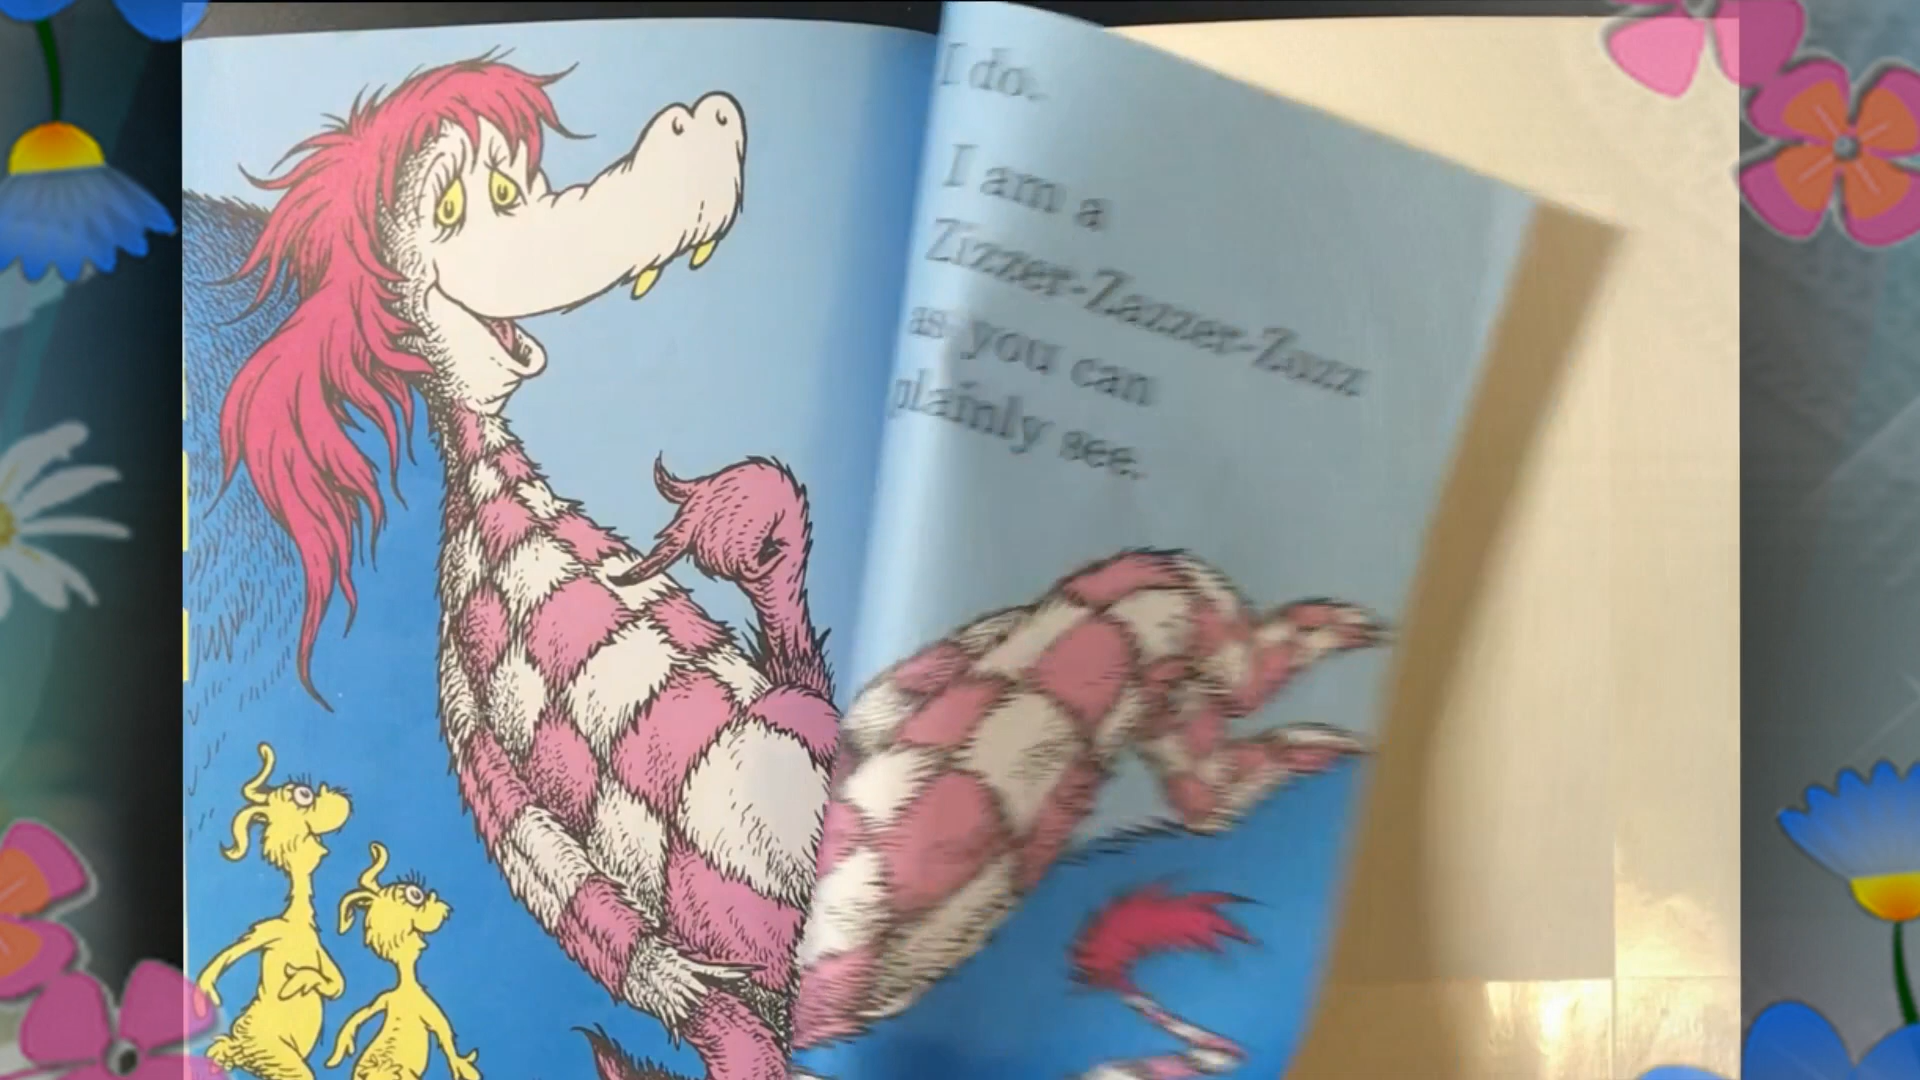 I do.
I am a
Zizzer-Zazzer-Zuzz
as you can
plainly see.